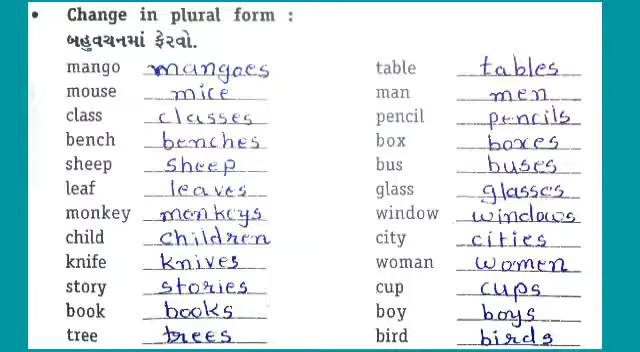 • Change in plural form :
બહુવચનમાં ફેરવો.
mango mangoes table tables
mouse mice man men
class classes pencil pencils
bench benches box boxes
sheep sheep bus buses
leaf leaves glass glasses
monkey monkeys window windows
child children city cities
knife knives woman women
story stories cup cups
book books boy boys
tree trees bird birds